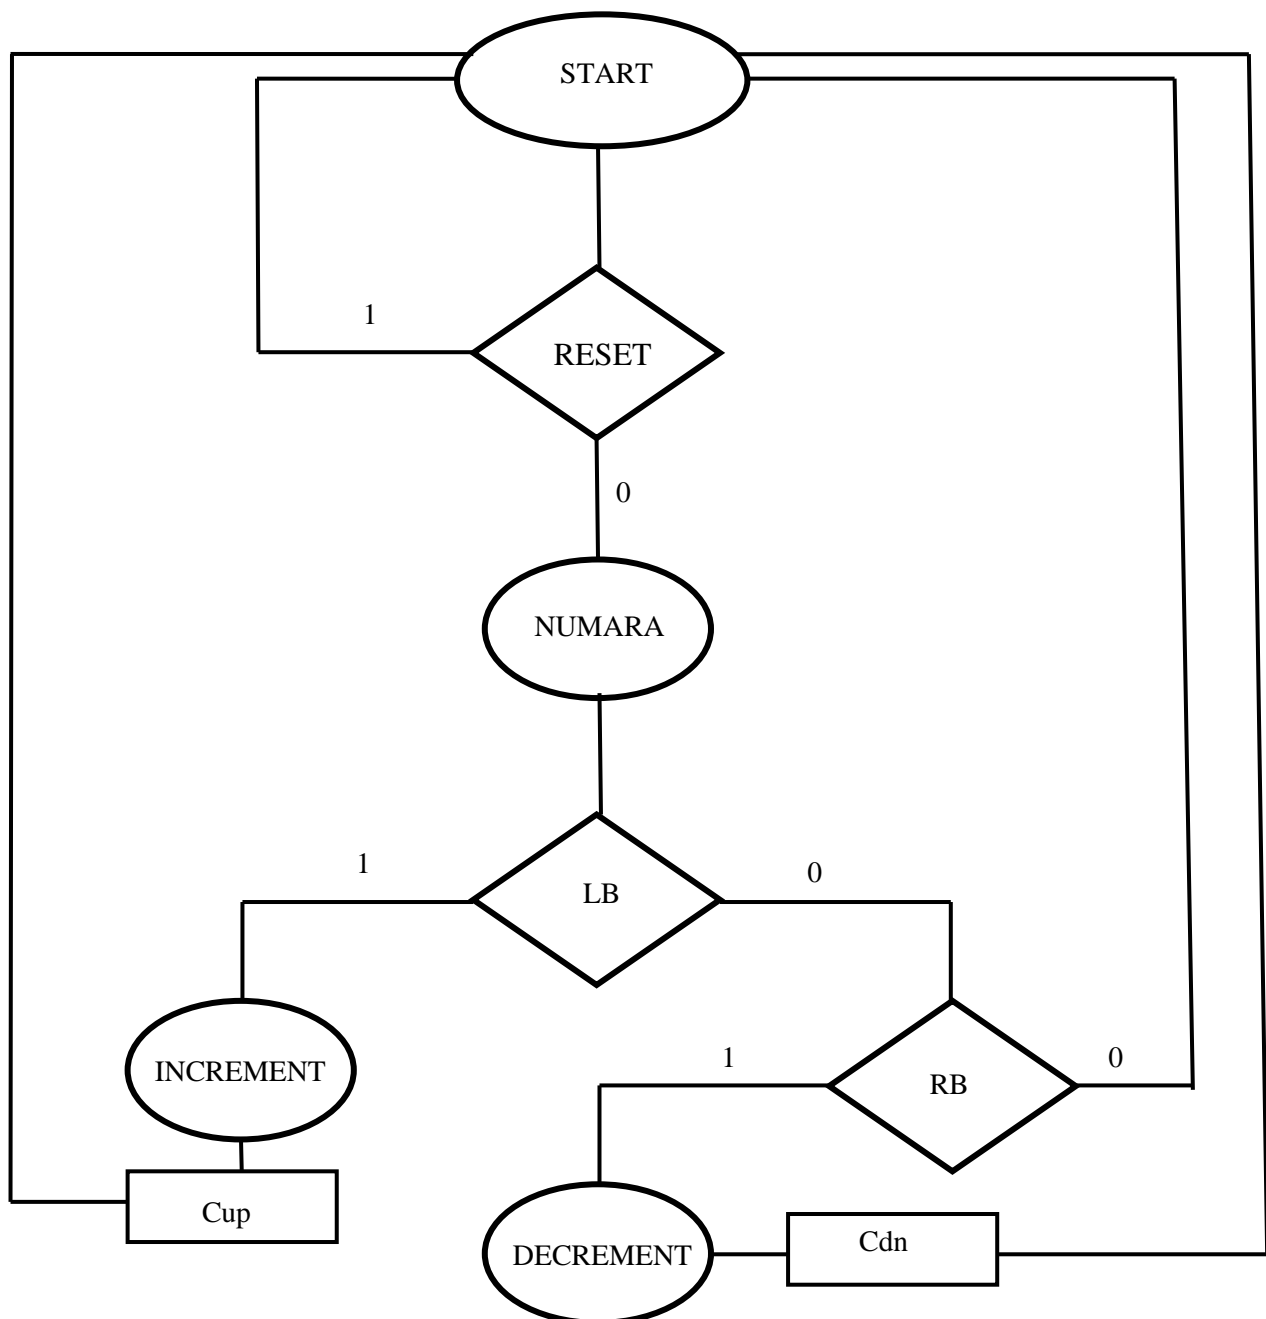 START
1
RESET
0
NUMARA
1
LB
0
INCREMENT
1
RB
0
Cup
DECREMENT
Cdn